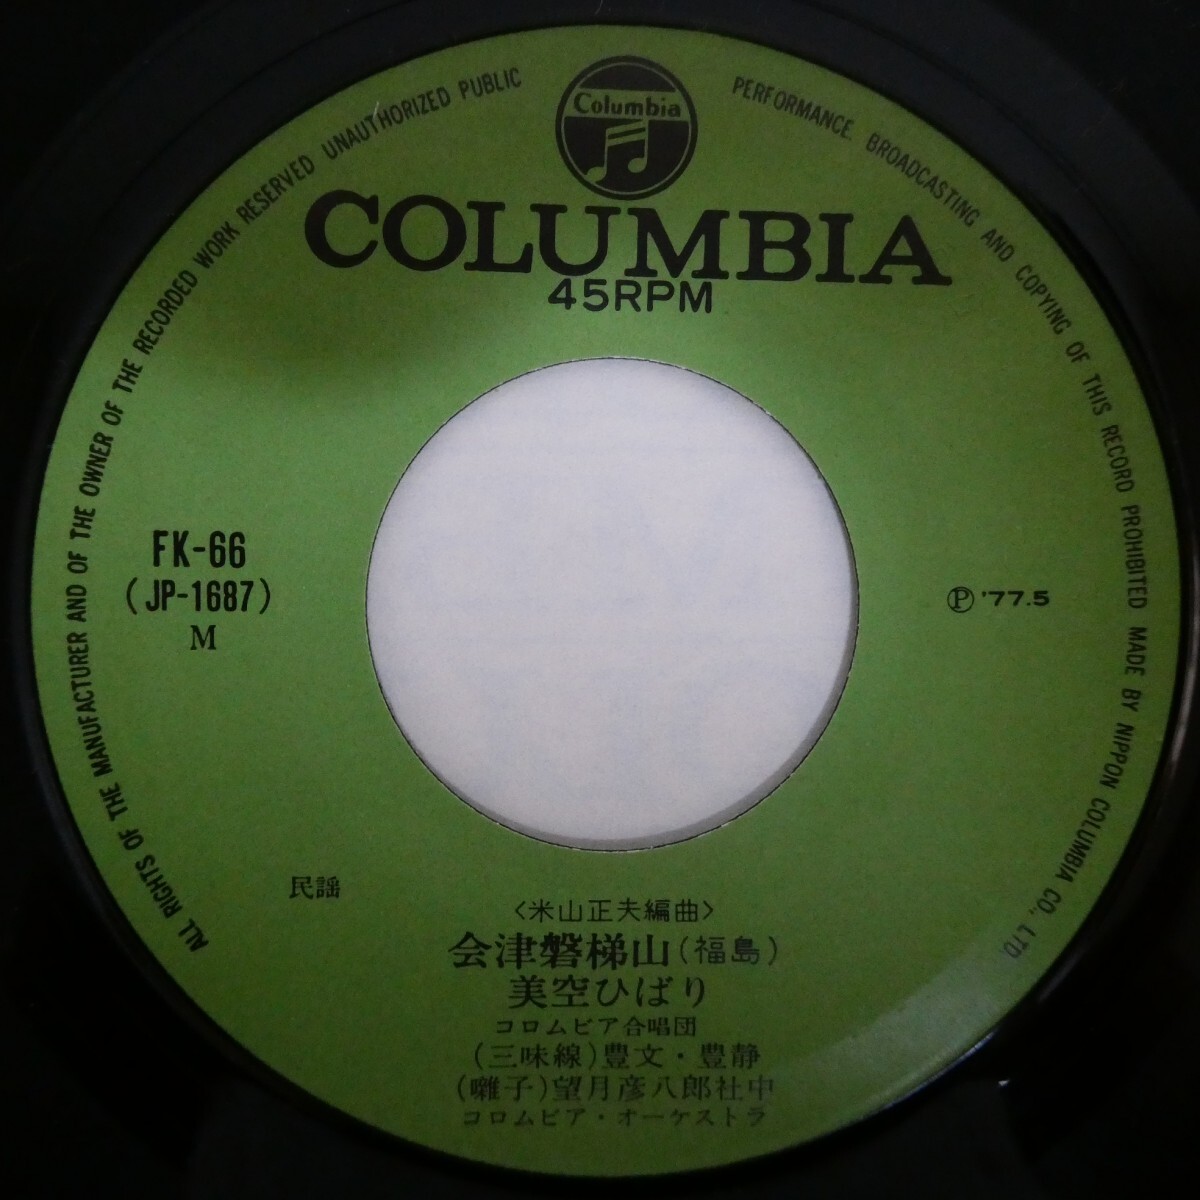 Columbia
COLUMBIA
45RPM
ALL RIGHTS OF THE MANUFACTURER AND OF THE OWNER OF THE RECORDED WORK RESERVED UNAUTHORIZED PUBLIC PERFORMANCE. BROADCASTING AND COPYING OF THIS RECORD PROHIBITED MADE BY NIPPON COLUMBIA CO., LTD.
FK-66
(JP-1687)
M
Ⓟ '77.5
民謡
<米山正夫編曲>
会津磐梯山(福島)
美空ひばり
コロムビア合唱団
(三味線)豊文・豊静
(囃子)望月彦八郎社中
コロムビア・オーケストラ